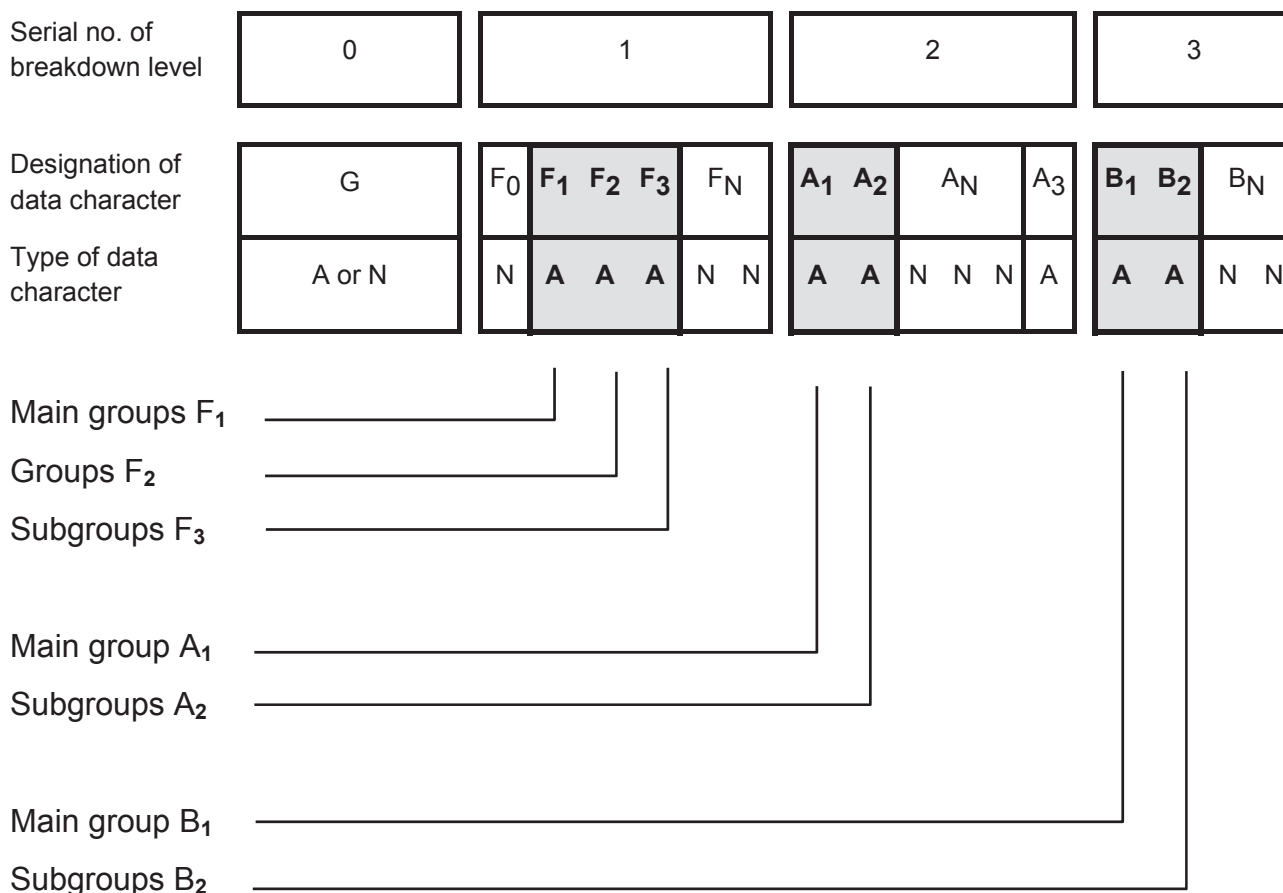 Serial no. of
breakdown level
0 1 2 3
Designation of
data character
G F0 F1 F2 F3 FN A1 A2 AN A3 B1 B2 BN
Type of data
character
A or N N A A A N N A A N N N A A A N N
Main groups F1
Groups F2
Subgroups F3
Main group A1
Subgroups A2
Main group B1
Subgroups B2